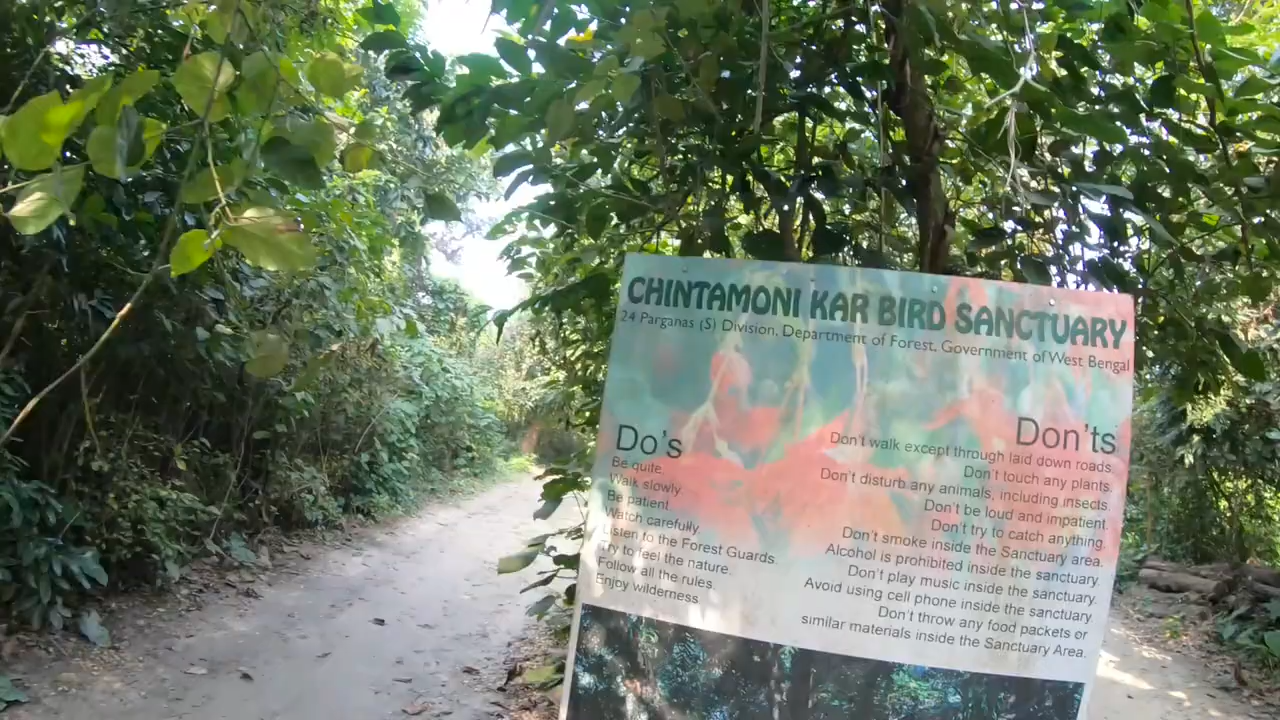 CHINTAMONI KAR BIRD SANCTUARY
24 Parganas (S) Division, Department of Forest, Government of West Bengal
Do's
Be quite.
Walk slowly.
Be patient.
Watch carefully.
Listen to the Forest Guards.
Try to feel the nature.
Follow all the rules.
Enjoy wilderness.
Don'ts
Don't walk except through laid down roads.
Don't touch any plants.
Don't disturb any animals, including insects.
Don't be loud and impatient.
Don't try to catch anything.
Don't smoke inside the Sanctuary area.
Alcohol is prohibited inside the sanctuary.
Don't play music inside the sanctuary.
Avoid using cell phone inside the sanctuary
Don't throw any food packets or
similar materials inside the Sanctuary Area.